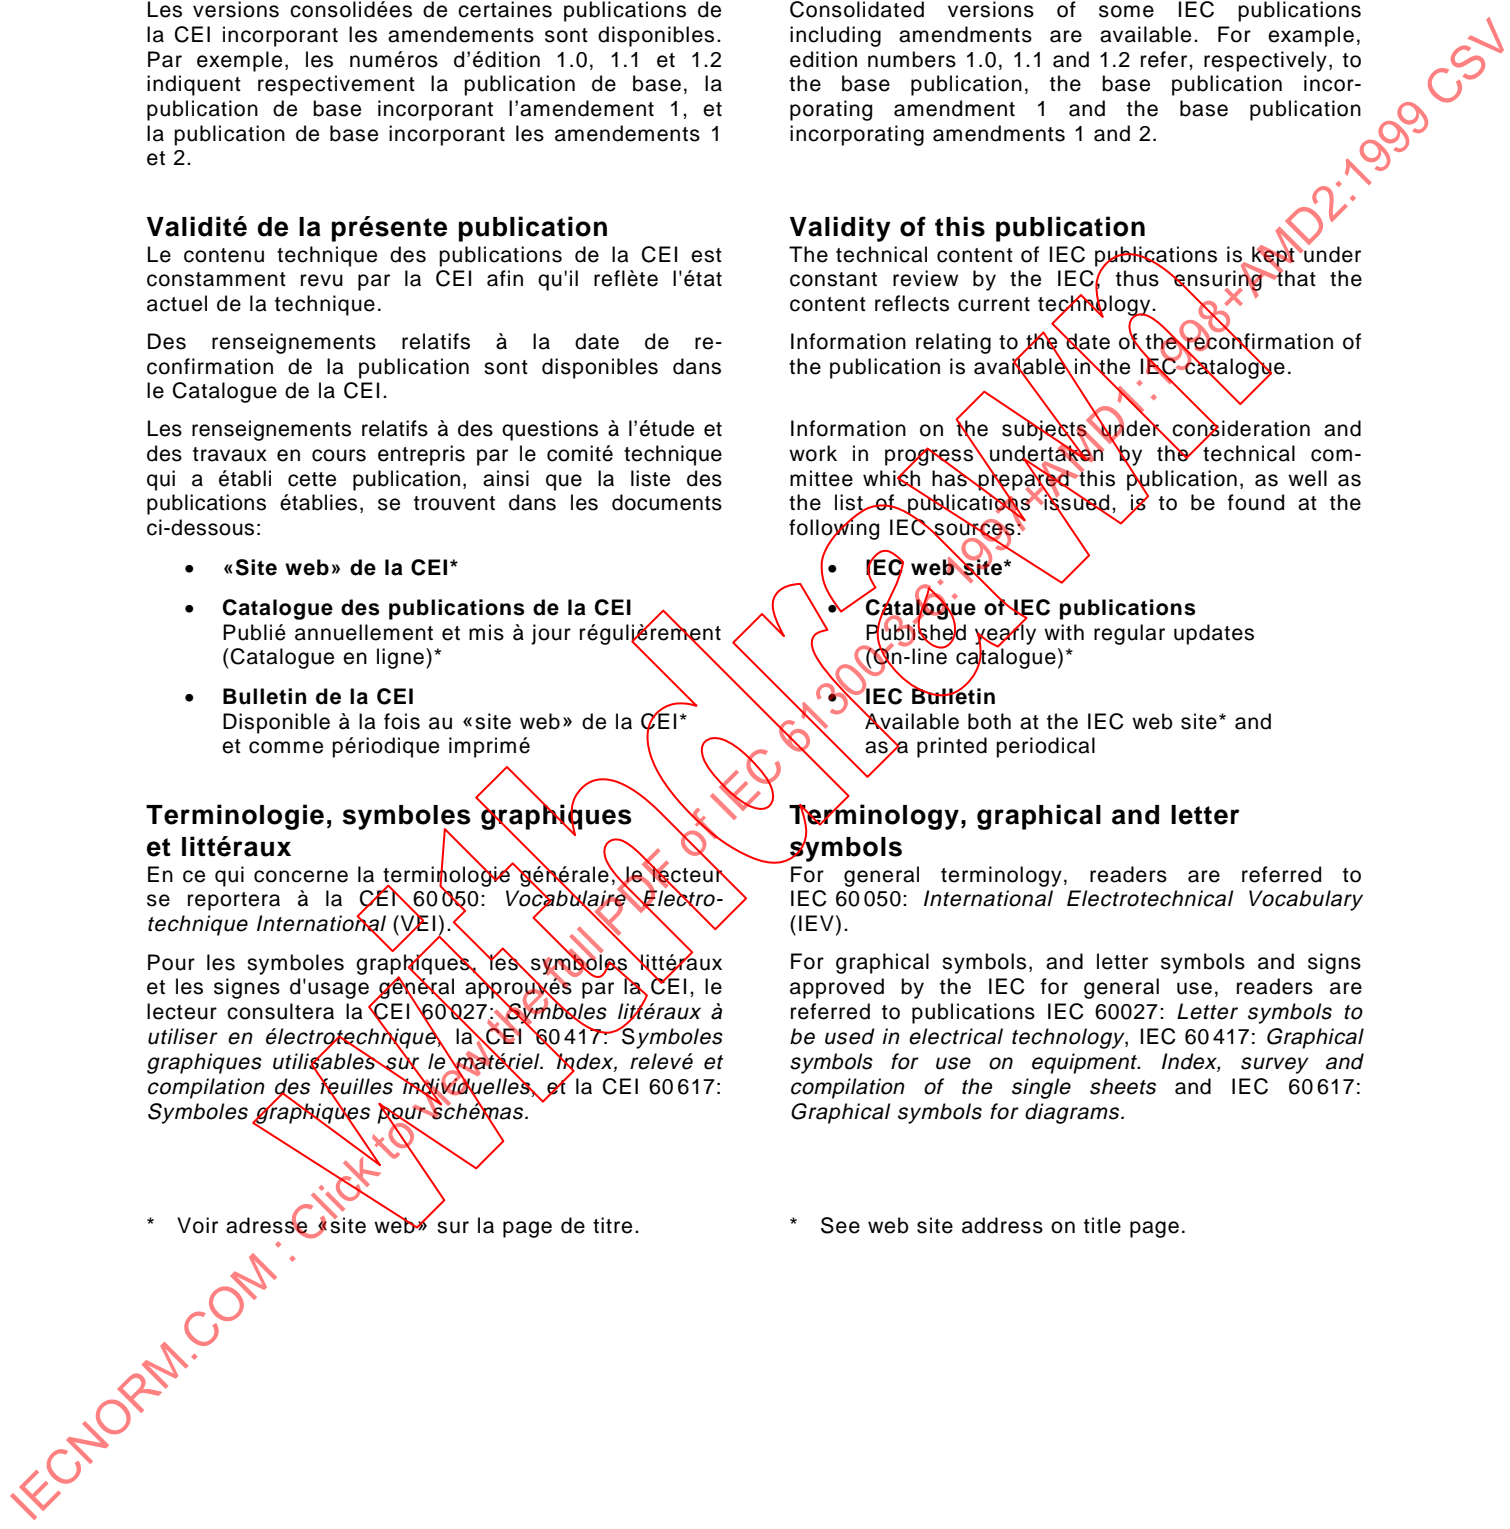 Les versions consolidées de certaines publications de
la CEI incorporant les amendements sont disponibles.
Par exemple, les numéros d'édition 1.0, 1.1 et 1.2
indiquent respectivement la publication de base, la
publication de base incorporant l'amendement 1, et
la publication de base incorporant les amendements 1
et 2.
Validité de la présente publication
Le contenu technique des publications de la CEI est
constamment revu par la CEI afin qu'il reflète l'état
actuel de la technique.
Des renseignements relatifs à la date de re-
confirmation de la publication sont disponibles dans
le Catalogue de la CEI.
Les renseignements relatifs à des questions à l'étude et
des travaux en cours entrepris par le comité technique
qui a établi cette publication, ainsi que la liste des
publications établies, se trouvent dans les documents
ci-dessous:
• «Site web» de la CEI*
• Catalogue des publications de la CEI
Publié annuellement et mis à jour régulièrement
(Catalogue en ligne)*
• Bulletin de la CEI
Disponible à la fois au «site web» de la CEI*
et comme périodique imprimé
Terminologie, symboles graphiques
et littéraux
En ce qui concerne la terminologie générale, le lecteur
se reportera à la CEI 60050: Vocabulaire Electro-
technique International (VEI).
Pour les symboles graphiques, les symboles littéraux
et les signes d'usage général approuvés par la CEI, le
lecteur consultera la CEI 60027: Symboles littéraux à
utiliser en électrotechnique, la CEI 60417: Symboles
graphiques utilisables sur le matériel. Index, relevé et
compilation des feuilles individuelles, et la CEI 60617:
Symboles graphiques pour schémas.
* Voir adresse «site web» sur la page de titre.
Consolidated versions of some IEC publications
including amendments are available. For example,
edition numbers 1.0, 1.1 and 1.2 refer, respectively, to
the base publication, the base publication incor-
porating amendment 1 and the base publication
incorporating amendments 1 and 2.
Validity of this publication
The technical content of IEC publications is kept under
constant review by the IEC, thus ensuring that the
content reflects current technology.
Information relating to the date of the reconfirmation of
the publication is available in the IEC catalogue.
Information on the subjects under consideration and
work in progress undertaken by the technical com-
mittee which has prepared this publication, as well as
the list of publications issued, is to be found at the
following IEC sources:
• IEC web site*
• Catalogue of IEC publications
Published yearly with regular updates
(On-line catalogue)*
• IEC Bulletin
Available both at the IEC web site* and
as a printed periodical
Terminology, graphical and letter
symbols
For general terminology, readers are referred to
IEC 60050: International Electrotechnical Vocabulary
(IEV).
For graphical symbols, and letter symbols and signs
approved by the IEC for general use, readers are
referred to publications IEC 60027: Letter symbols to
be used in electrical technology, IEC 60417: Graphical
symbols for use on equipment. Index, survey and
compilation of the single sheets and IEC 60617:
Graphical symbols for diagrams.
* See web site address on title page.
IECNORM.COM : Click to view the full PDF of IEC 61300-3-6:1997+AMD1:1998+AMD2:1999 CSV
Withdrawn